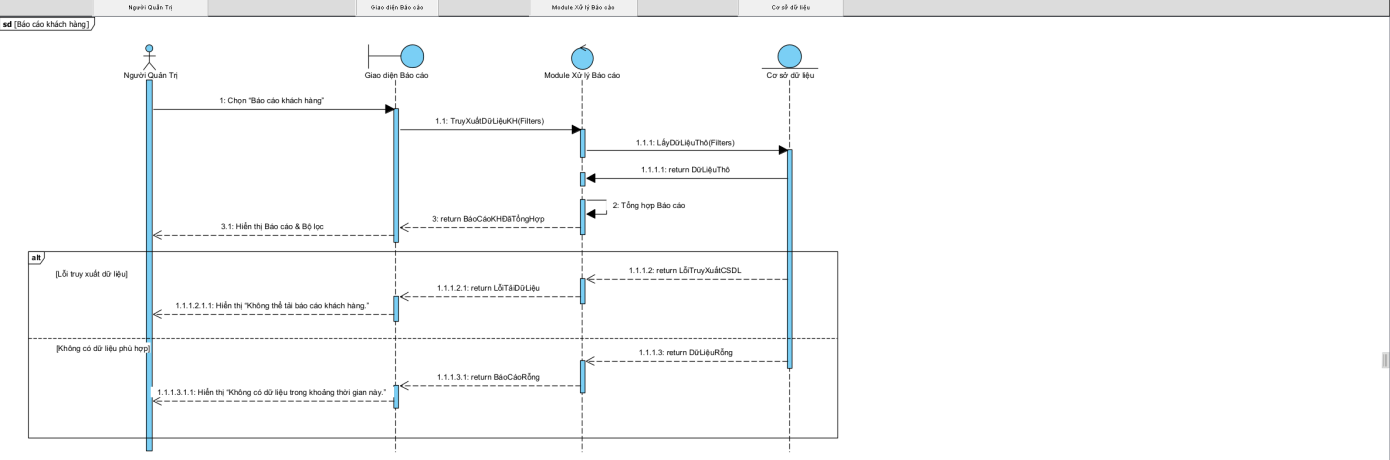 Người Quản Trị
Giao diện Báo cáo
Module Xử lý Báo cáo
Cơ sở dữ liệu
sd [Báo cáo khách hàng]
Người Quản Trị
Giao diện Báo cáo
Module Xử lý Báo cáo
Cơ sở dữ liệu
1: Chọn "Báo cáo khách hàng"
1.1: TruyXuấtDữLiệuKH(Filters)
1.1.1: LấyDữLiệuThô(Filters)
1.1.1.1: return DữLiệuThô
2: Tổng hợp Báo cáo
3: return BáoCáoKHĐãTổngHợp
3.1: Hiển thị Báo cáo & Bộ lọc
alt
[Lỗi truy xuất dữ liệu]
1.1.1.2: return LỗiTruyXuấtCSDL
1.1.1.2.1: return LỗiTảiDữLiệu
1.1.1.2.1.1: Hiển thị "Không thể tải báo cáo khách hàng."
[Không có dữ liệu phù hợp]
1.1.1.3: return DữLiệuRỗng
1.1.1.3.1: return BáoCáoRỗng
1.1.1.3.1.1: Hiển thị "Không có dữ liệu trong khoảng thời gian này."